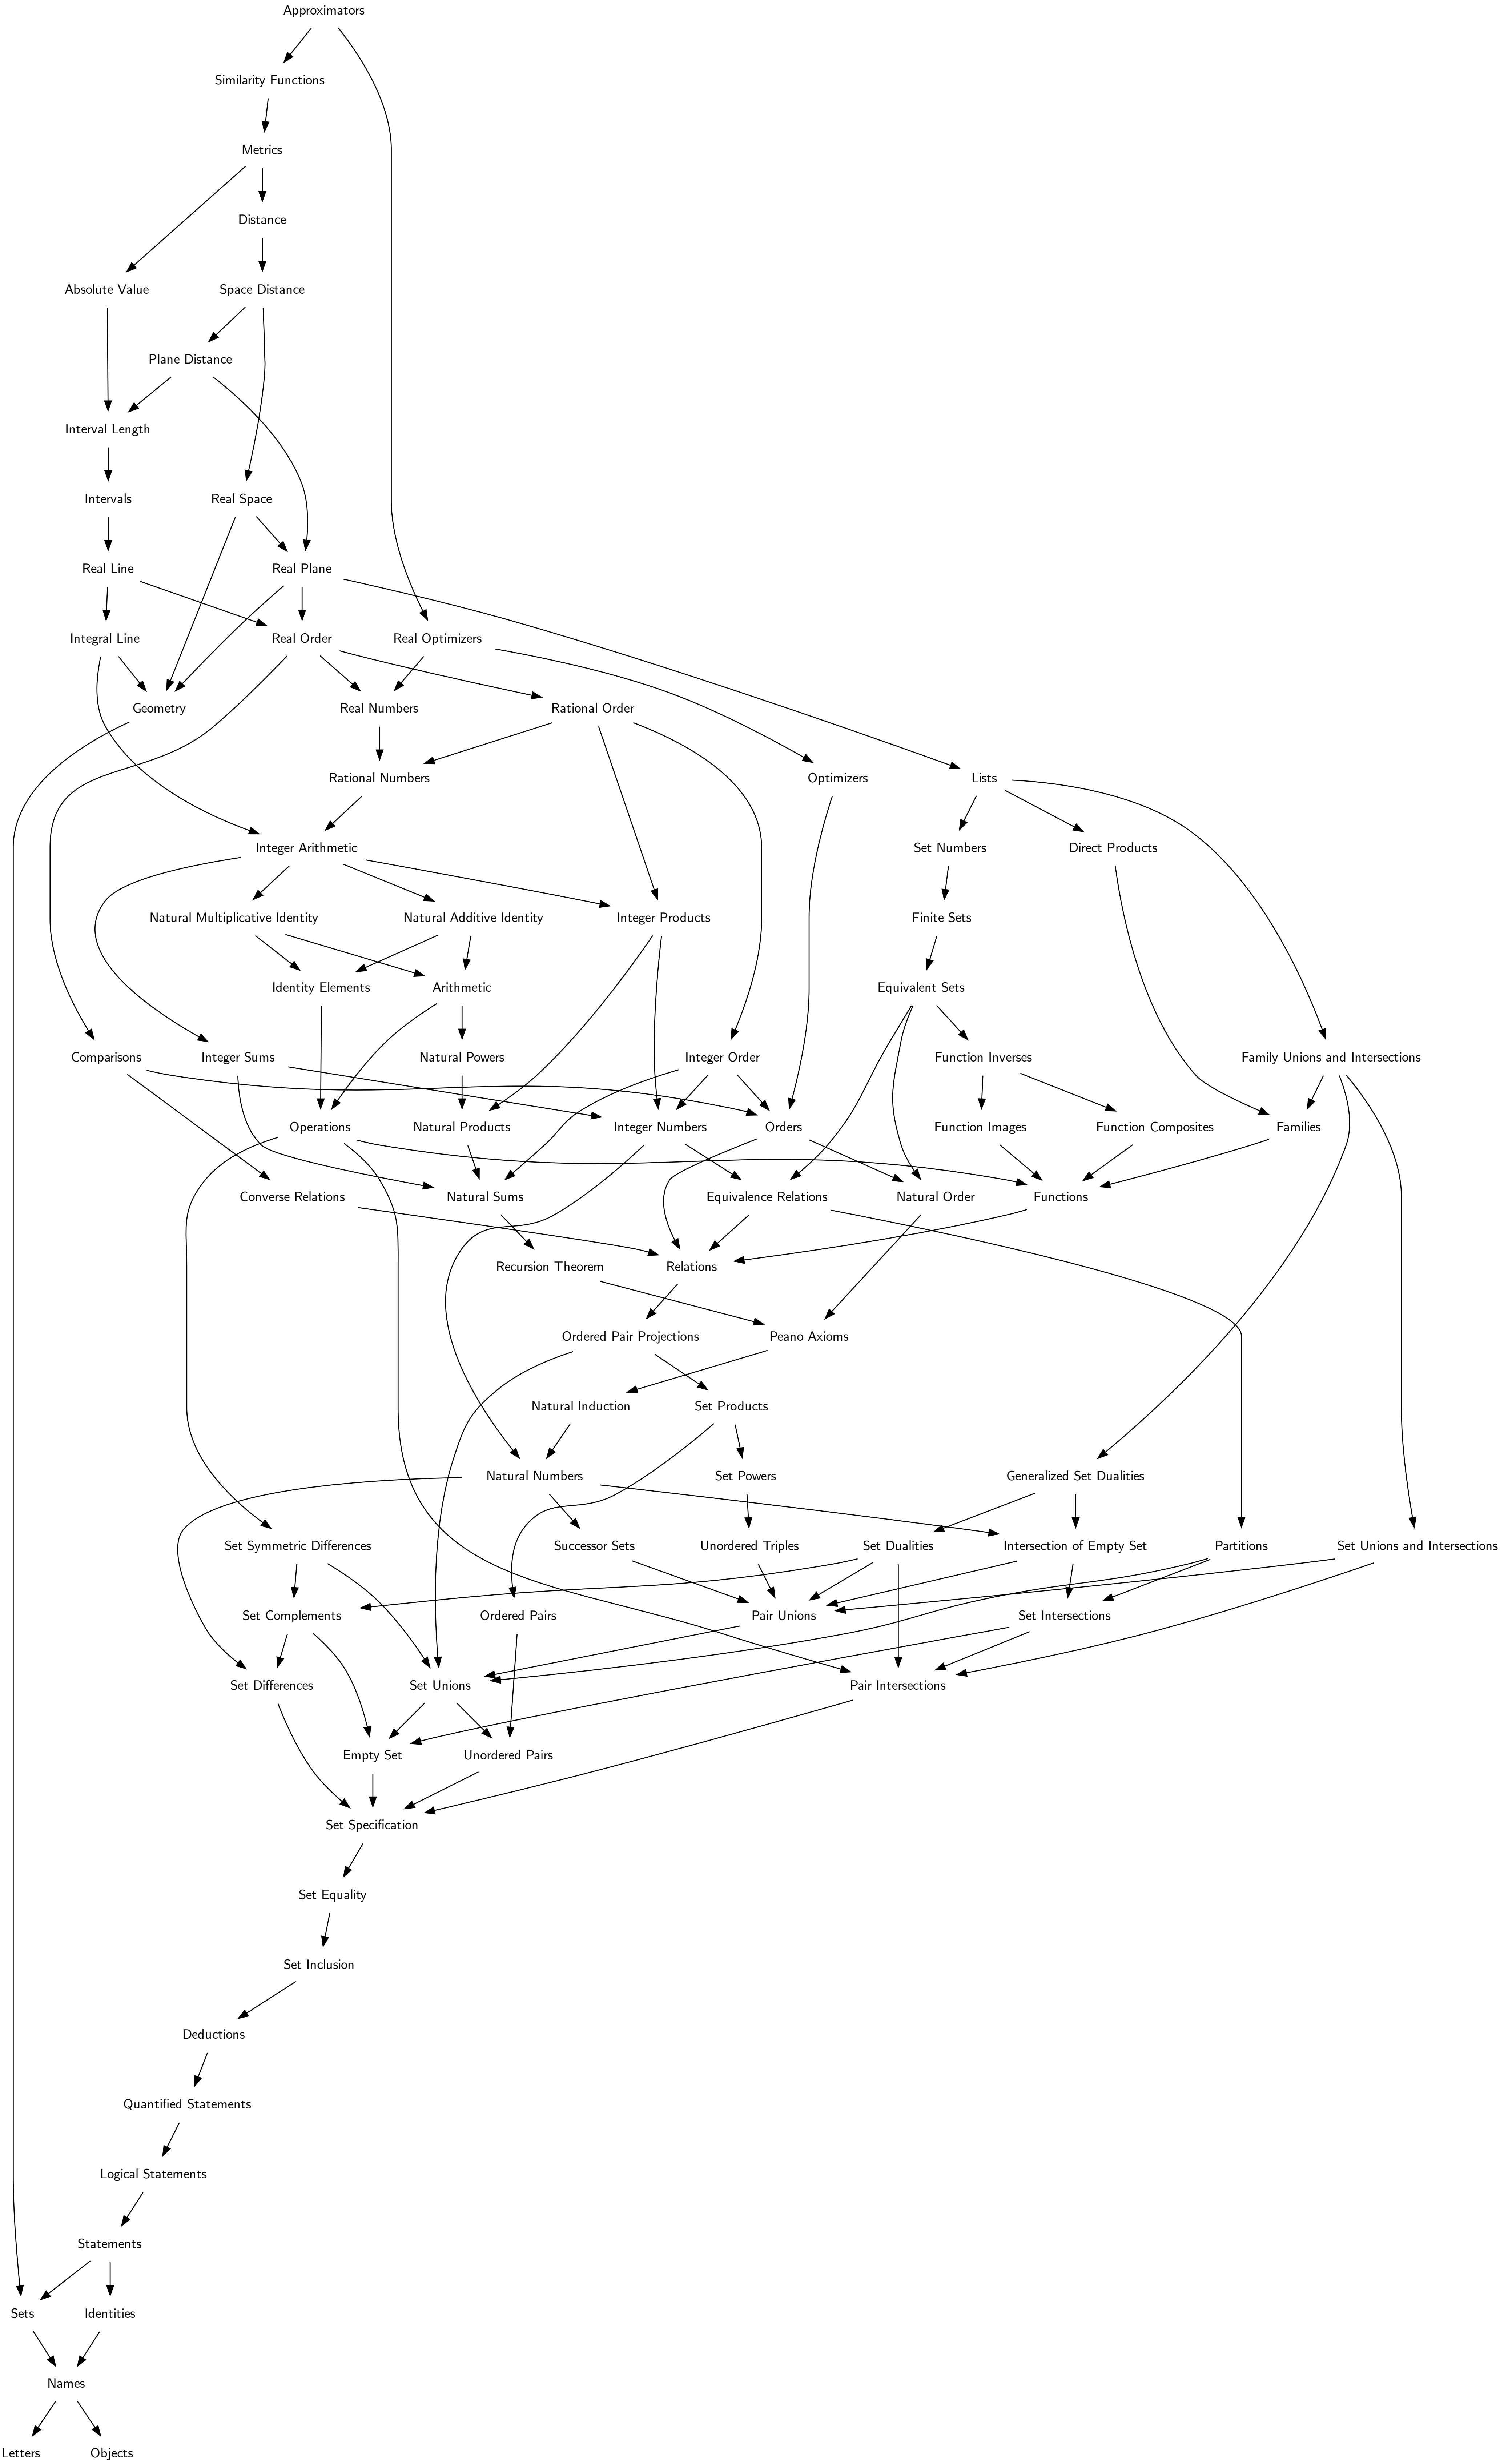 Approximators
Similarity Functions
Metrics
Distance
Absolute Value
Space Distance
Plane Distance
Interval Length
Intervals
Real Space
Real Line
Real Plane
Integral Line
Real Order
Real Optimizers
Geometry
Real Numbers
Rational Order
Rational Numbers
Optimizers
Lists
Integer Arithmetic
Set Numbers
Direct Products
Natural Multiplicative Identity
Natural Additive Identity
Integer Products
Finite Sets
Identity Elements
Arithmetic
Equivalent Sets
Comparisons
Integer Sums
Natural Powers
Integer Order
Function Inverses
Family Unions and Intersections
Operations
Natural Products
Integer Numbers
Orders
Function Images
Function Composites
Families
Converse Relations
Natural Sums
Equivalence Relations
Natural Order
Functions
Recursion Theorem
Relations
Ordered Pair Projections
Peano Axioms
Natural Induction
Set Products
Natural Numbers
Set Powers
Generalized Set Dualities
Set Symmetric Differences
Successor Sets
Unordered Triples
Set Dualities
Intersection of Empty Set
Partitions
Set Unions and Intersections
Set Complements
Ordered Pairs
Pair Unions
Set Intersections
Set Differences
Set Unions
Pair Intersections
Empty Set
Unordered Pairs
Set Specification
Set Equality
Set Inclusion
Deductions
Quantified Statements
Logical Statements
Statements
Sets
Identities
Names
Letters
Objects